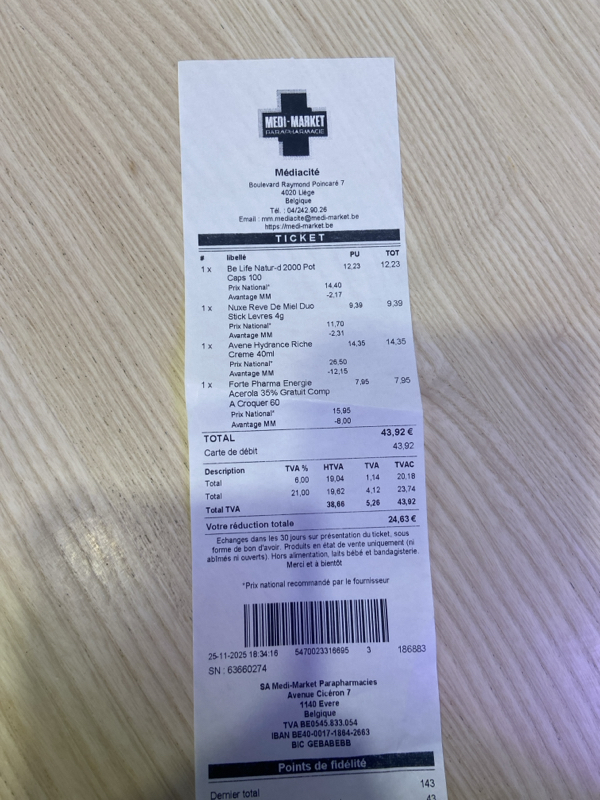 MEDI-MARKET
PARAPHARMACIE
Médiacité
Boulevard Raymond Poincaré 7
4020 Liège
Belgique
Tél. : 04/242.90.26
Email : mm.mediacite@medi-market.be
https://medi-market.be
TICKET
# libellé PU TOT
1 x Be Life Natur-d 2000 Pot 12,23 12,23
Caps 100
Prix National* 14,40
Avantage MM -2,17
1 x Nuxe Reve De Miel Duo 9,39 9,39
Stick Levres 4g
Prix National* 11,70
Avantage MM -2,31
1 x Avene Hydrance Riche 14,35 14,35
Creme 40ml
Prix National* 26,50
Avantage MM -12,15
1 x Forte Pharma Energie 7,95 7,95
Acerola 35% Gratuit Comp
A Croquer 60
Prix National* 15,95
Avantage MM -8,00
TOTAL 43,92 €
Carte de débit 43,92
Description TVA % HTVA TVA TVAC
Total 6,00 19,04 1,14 20,18
Total 21,00 19,62 4,12 23,74
Total TVA 38,66 5,26 43,92
Votre réduction totale 24,63 €
Echanges dans les 30 jours sur présentation du ticket, sous
forme de bon d'avoir. Produits en état de vente uniquement (ni
abîmés ni ouverts). Hors alimentation, laits bébé et bandagisterie.
Merci et à bientôt
*Prix national recommandé par le fournisseur
25-11-2025 18:34:16 5470023316695 3 186883
SN : 63660274
SA Medi-Market Parapharmacies
Avenue Cicéron 7
1140 Evere
Belgique
TVA BE0545.833.054
IBAN BE40-0017-1884-2663
BIC GEBABEBB
Points de fidélité
Dernier total 143
43